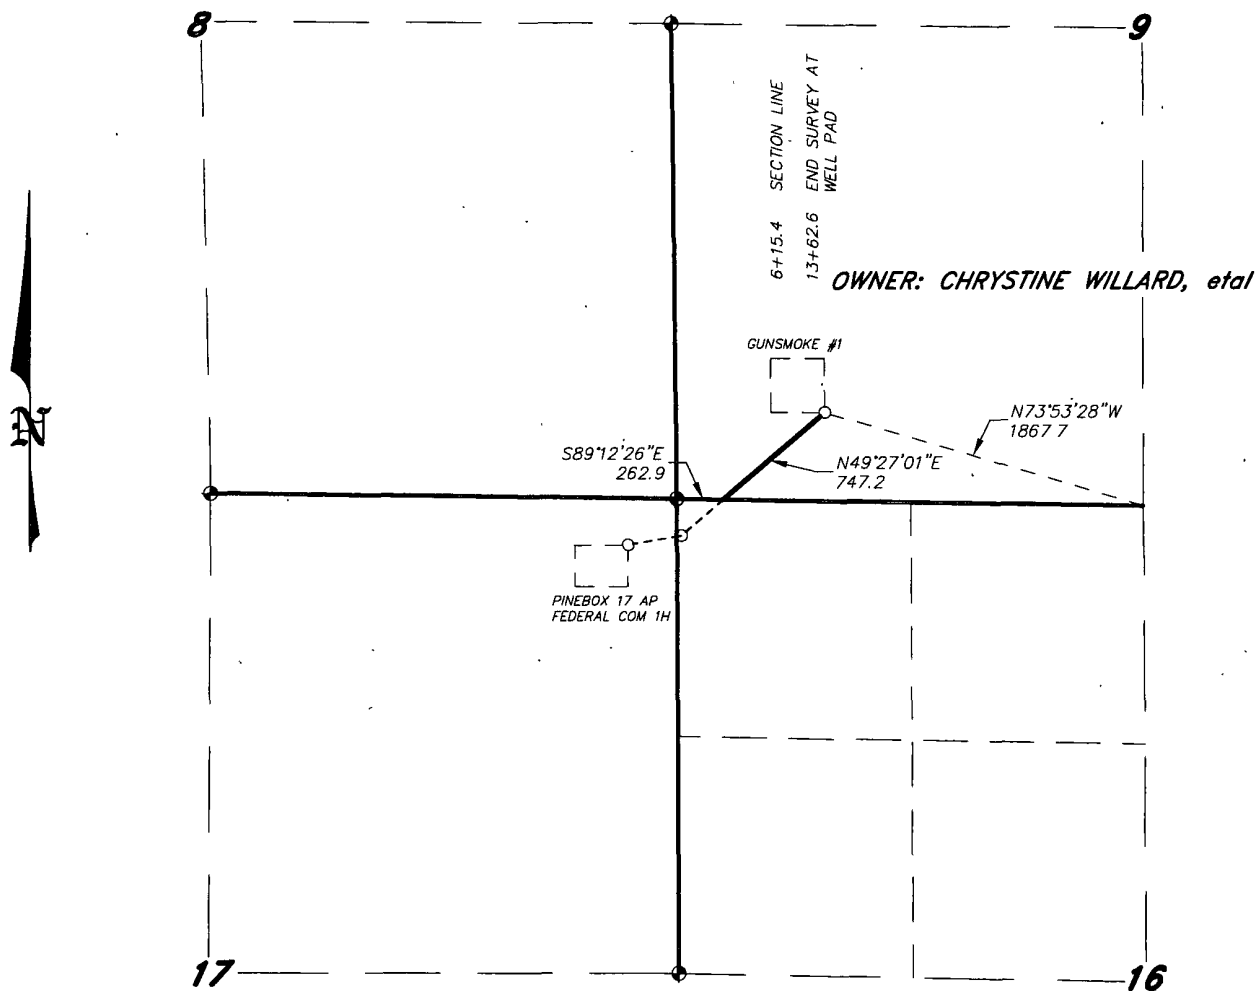 8
9
6+15.4 SECTION LINE
13+62.6 END SURVEY AT
WELL PAD
OWNER: CHRYSTINE WILLARD, etal
GUNSMOKE #1
N73°53'28"W
1867.7
S89°12'26"E
262.9
N49°27'01"E
747.2
N
PINEBOX 17 AP
FEDERAL COM 1H
17
16